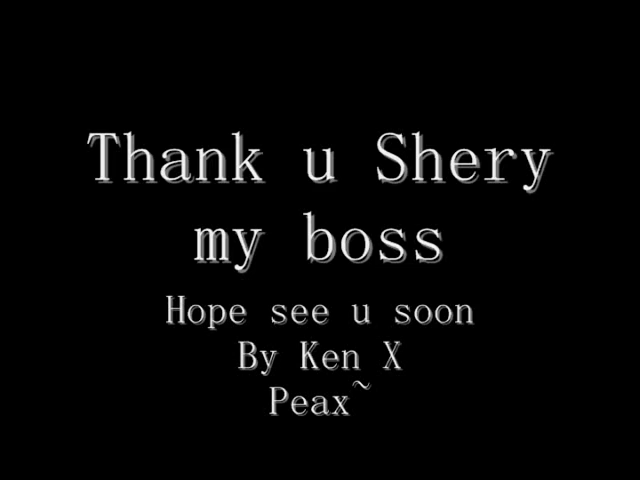 Thank u Shery
my boss
Hope see u soon
By Ken X
Peax~